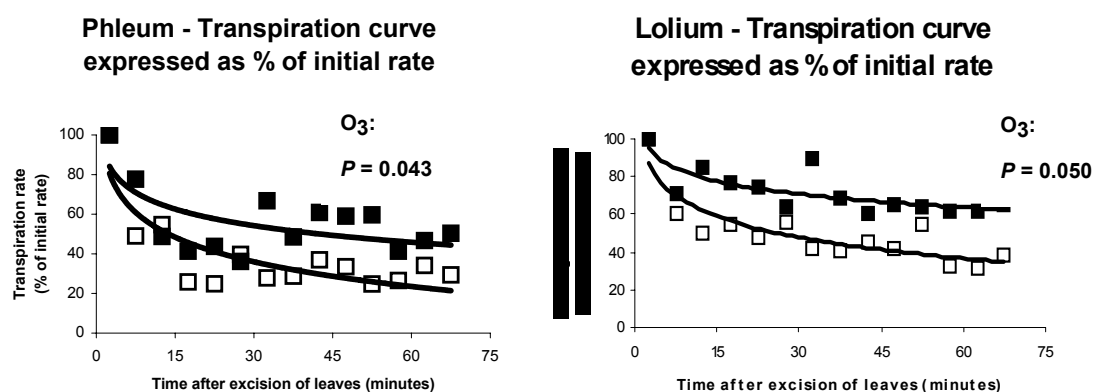 Phleum - Transpiration curve
expressed as % of initial rate
O3:
P = 0.043
Transpiration rate
(% of initial rate)
100
80
60
40
20
0
0 15 30 45 60 75
Time after excision of leaves (minutes)
Lolium - Transpiration curve
expressed as % of initial rate
O3:
P = 0.050
100
80
60
40
20
0
0 15 30 45 60 75
Time after excision of leaves (minutes)